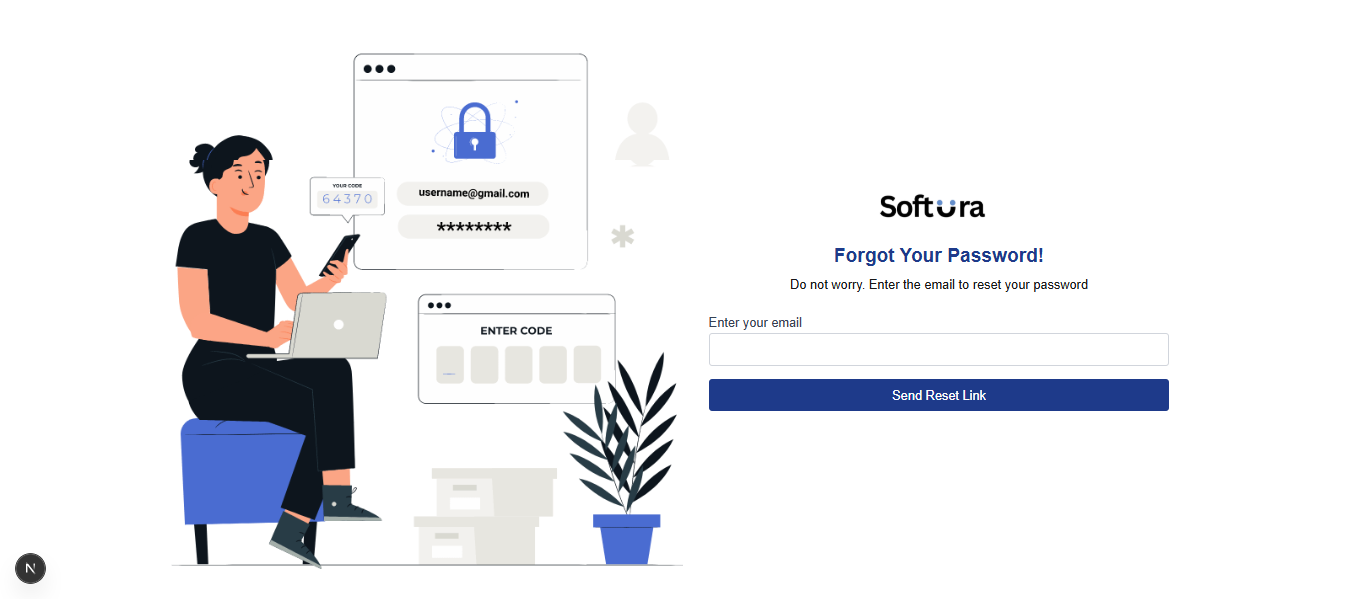 username@gmail.com
YOUR CODE
64370
********
ENTER CODE
Softura
Forgot Your Password!
Do not worry. Enter the email to reset your password
Enter your email
Send Reset Link
N